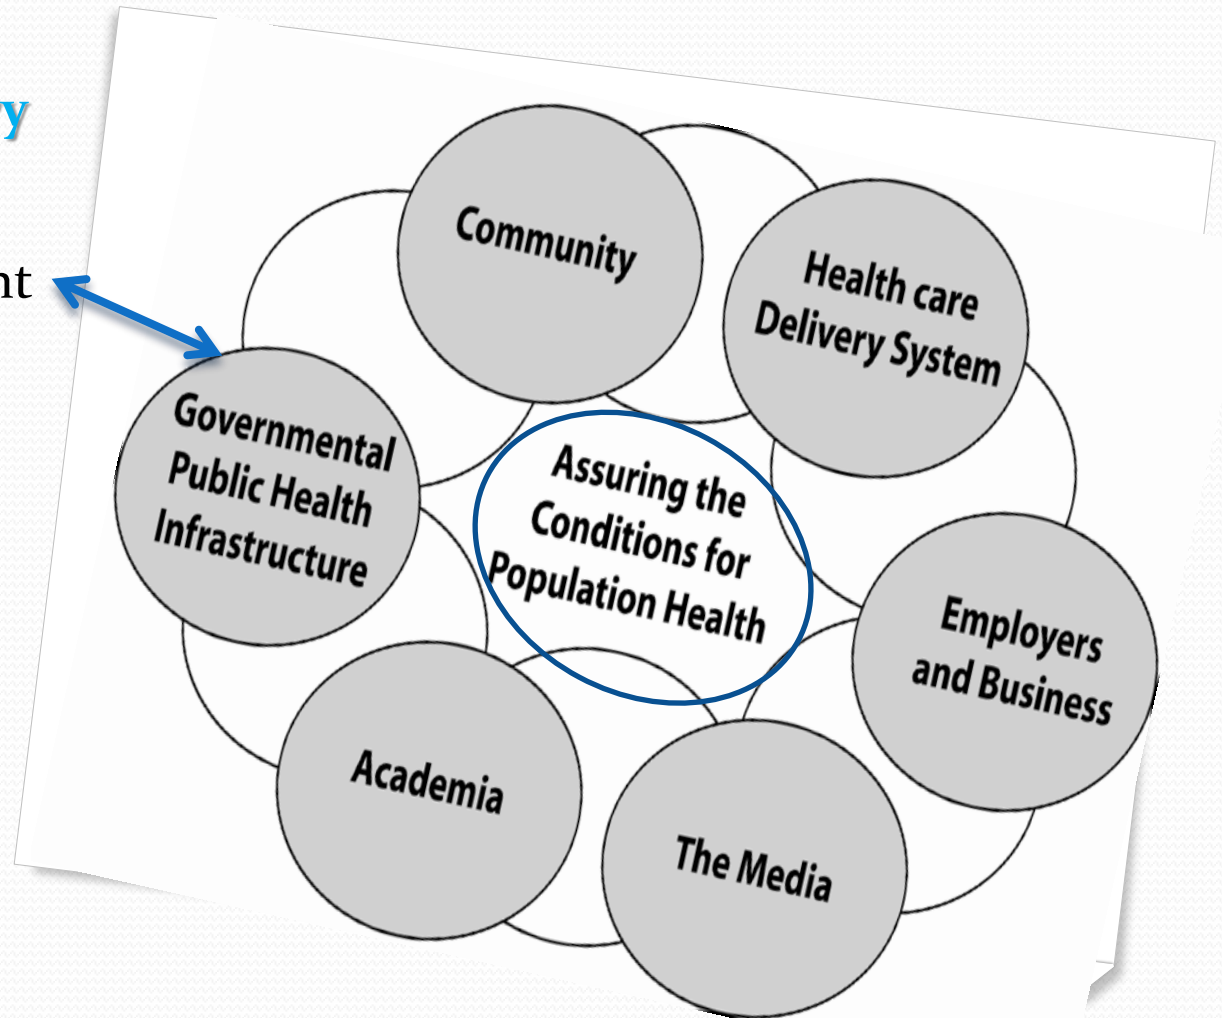 y
nt
Community
Health care
Delivery System
Governmental
Public Health
Infrastructure
Assuring the
Conditions for
Population Health
Employers
and Business
Academia
The Media